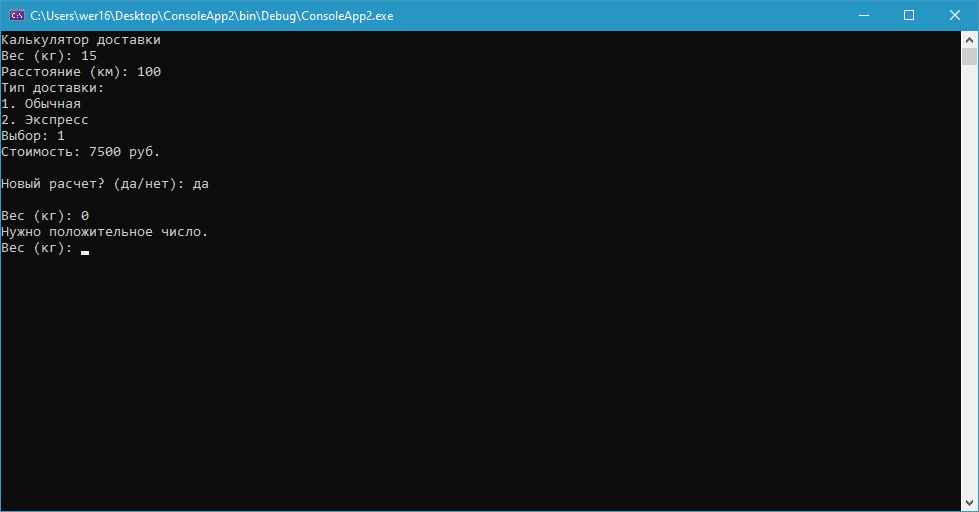 C:\Users\wer16\Desktop\ConsoleApp2\bin\Debug\ConsoleApp2.exe
Калькулятор доставки
Вес (кг): 15
Расстояние (км): 100
Тип доставки:
1. Обычная
2. Экспресс
Выбор: 1
Стоимость: 7500 руб.
Новый расчет? (да/нет): да
Вес (кг): 0
Нужно положительное число.
Вес (кг):